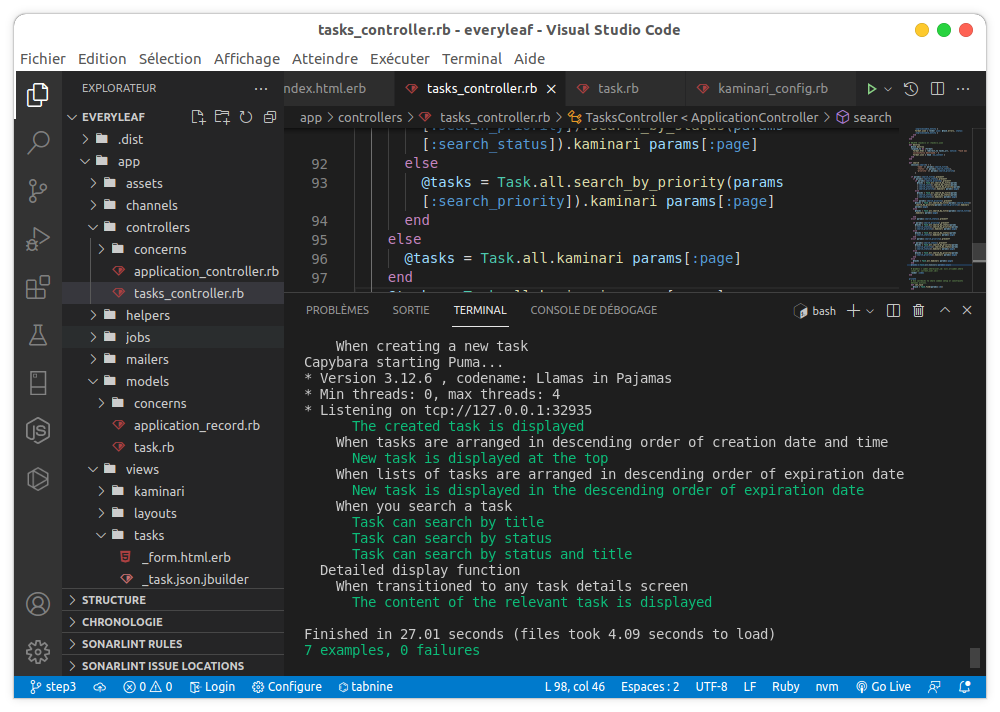 tasks_controller.rb - everyleaf - Visual Studio Code
Fichier Edition Sélection Affichage Atteindre Exécuter Terminal Aide
EXPLORATEUR
ndex.html.erb tasks_controller.rb task.rb kaminari_config.rb
EVERYLEAF
app > controllers > tasks_controller.rb > TasksController < ApplicationController > search
.dist
app
assets
channels
controllers
concerns
application_controller.rb
tasks_controller.rb
helpers
jobs
mailers
models
concerns
application_record.rb
task.rb
views
kaminari
layouts
tasks
_form.html.erb
_task.json.jbuilder
STRUCTURE
CHRONOLOGIE
SONARLINT RULES
SONARLINT ISSUE LOCATIONS
[:search_priority]).search_by_status(params
[:search_status]).kaminari params[:page]
92 else
93 @tasks = Task.all.search_by_priority(params
[:search_priority]).kaminari params[:page]
94 end
95 else
96 @tasks = Task.all.kaminari params[:page]
97 end
PROBLÈMES SORTIE TERMINAL CONSOLE DE DÉBOGAGE bash
When creating a new task
Capybara starting Puma...
* Version 3.12.6 , codename: Llamas in Pajamas
* Min threads: 0, max threads: 4
* Listening on tcp://127.0.0.1:32935
The created task is displayed
When tasks are arranged in descending order of creation date and time
New task is displayed at the top
When lists of tasks are arranged in descending order of expiration date
New task is displayed in the descending order of expiration date
When you search a task
Task can search by title
Task can search by status
Task can search by status and title
Detailed display function
When transitioned to any task details screen
The content of the relevant task is displayed
Finished in 27.01 seconds (files took 4.09 seconds to load)
7 examples, 0 failures
step3 0 0 Login Configure tabnine L 98, col 46 Espaces : 2 UTF-8 LF Ruby nvm Go Live